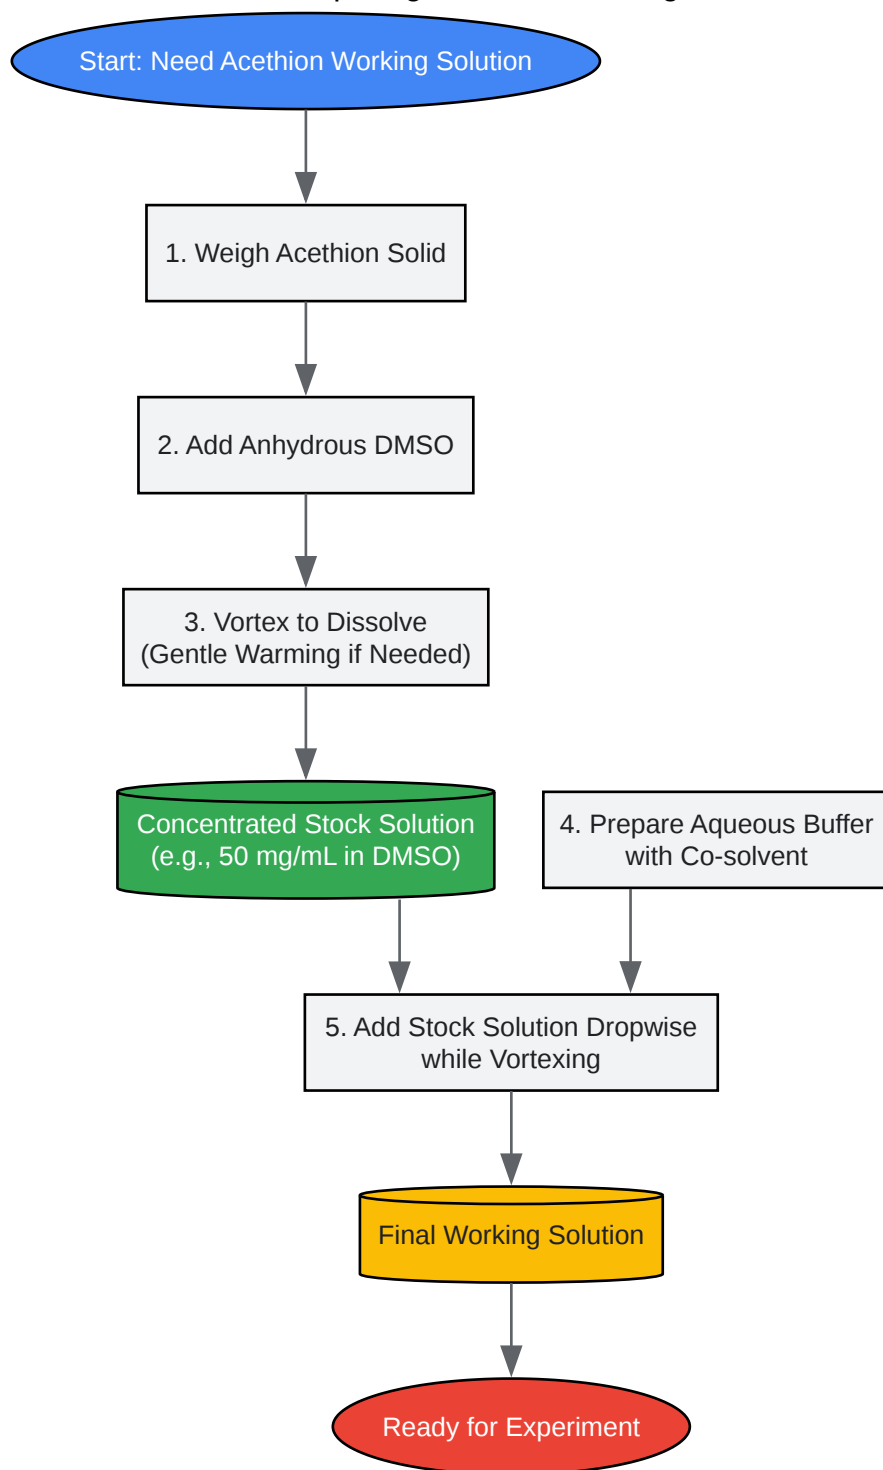 Start: Need Acethion Working Solution
1. Weigh Acethion Solid
2. Add Anhydrous DMSO
3. Vortex to Dissolve
(Gentle Warming if Needed)
Concentrated Stock Solution
(e.g., 50 mg/mL in DMSO)
4. Prepare Aqueous Buffer
with Co-solvent
5. Add Stock Solution Dropwise
while Vortexing
Final Working Solution
Ready for Experiment